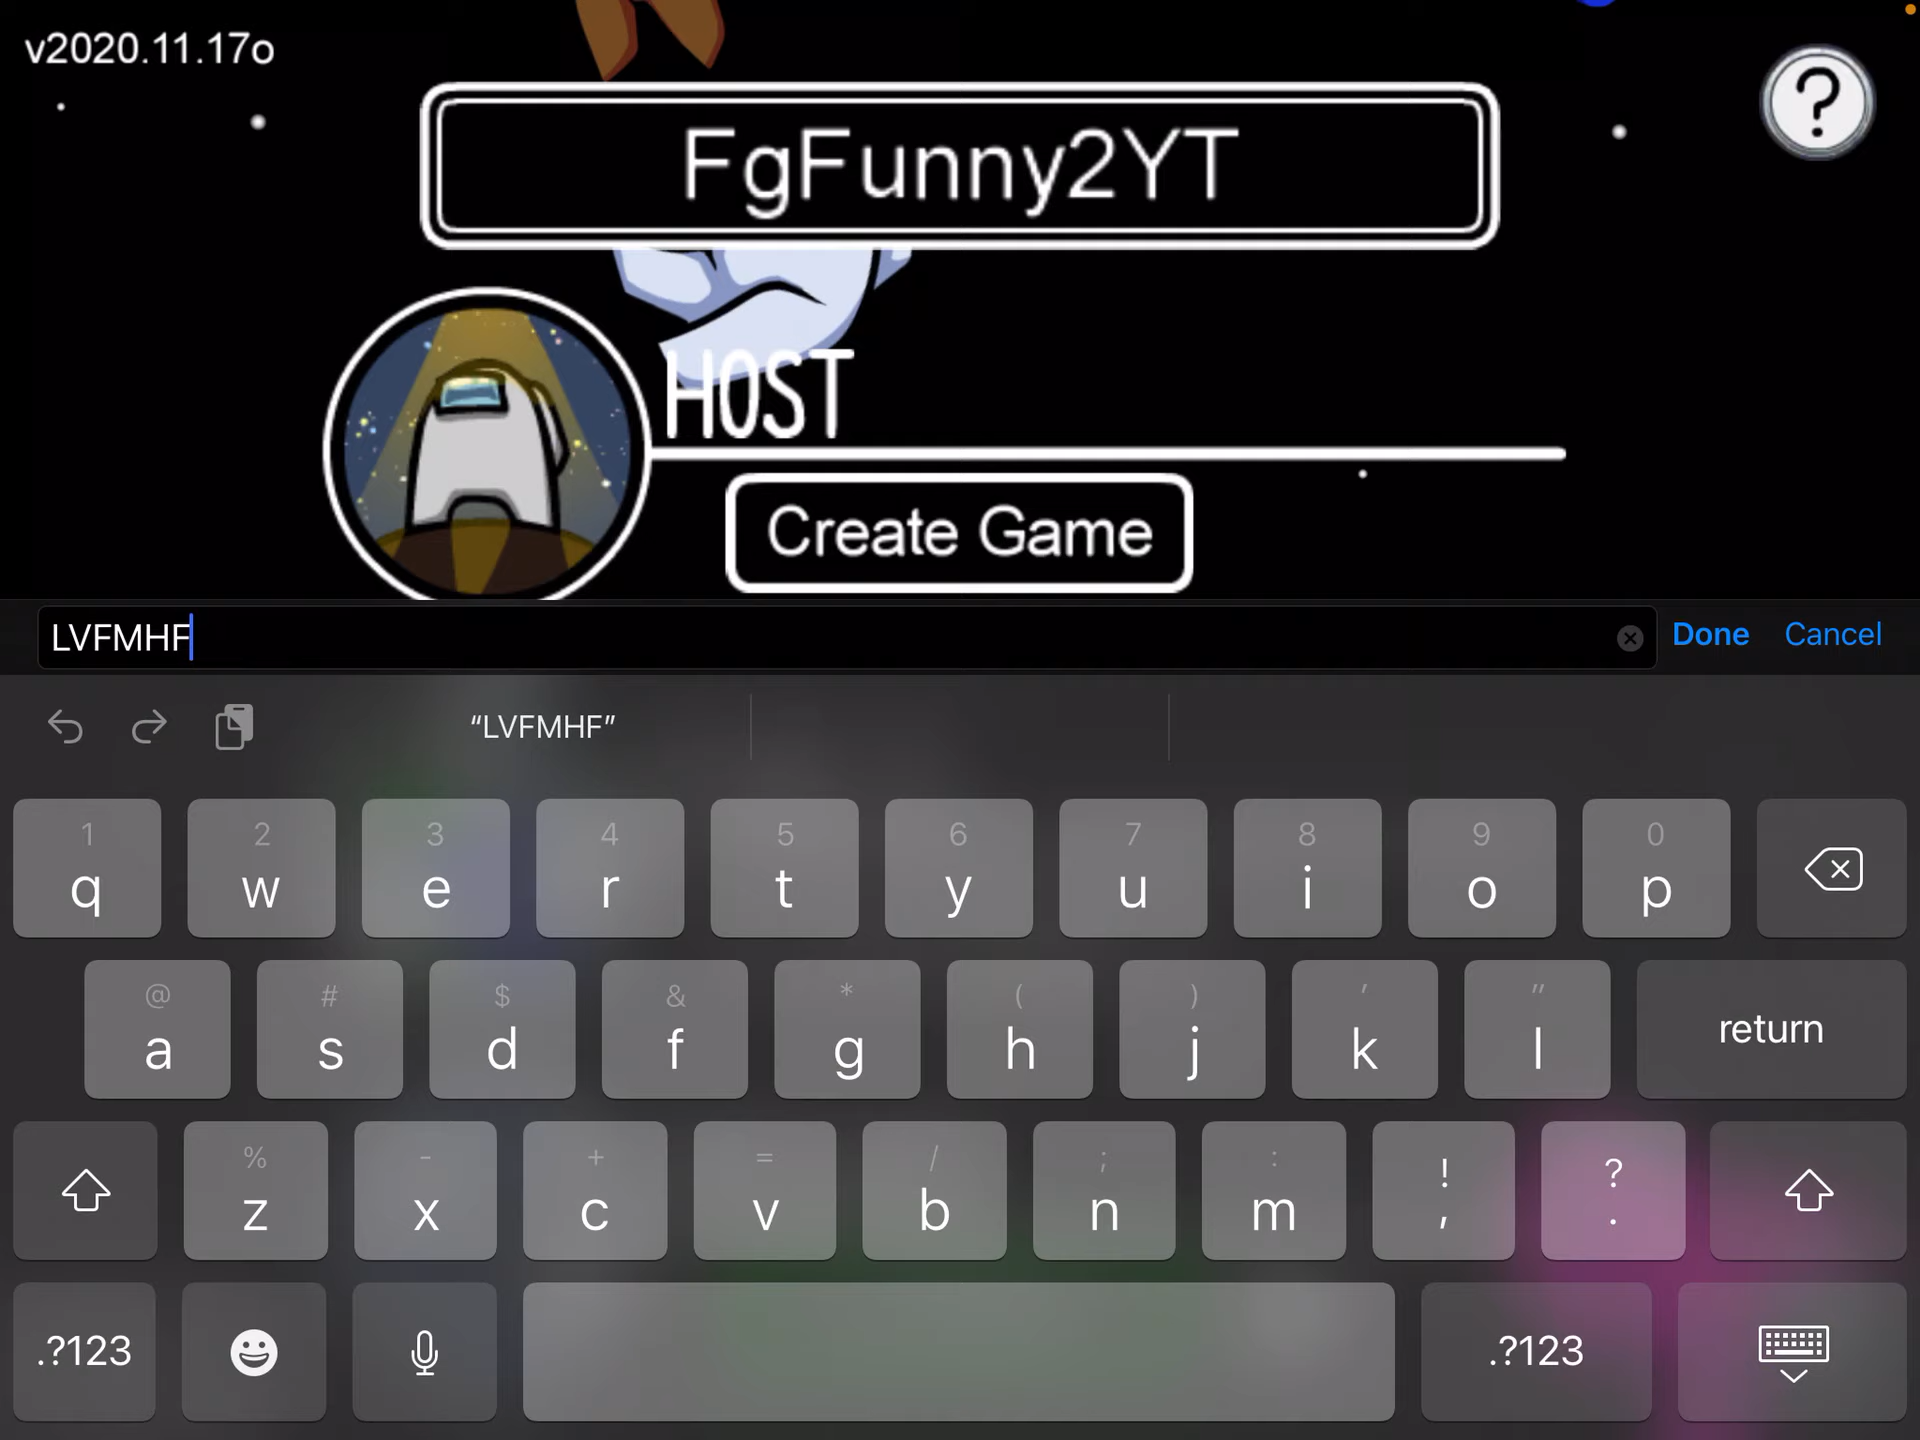 v2020.11.17o
?
FgFunny2YT
HOST
Create Game
LVFMHF
Done Cancel
“LVFMHF”
1 2 3 4 5 6 7 8 9 0
q w e r t y u i o p
@ # $ & * ( ) ' "
a s d f g h j k l return
% - + = / ; : ! ?
z x c v b n m , .
.?123 .?123